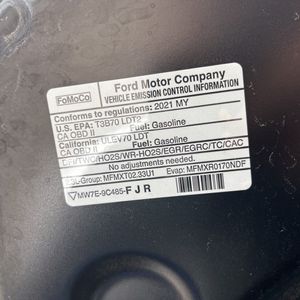 FoMoCo
Ford Motor Company
VEHICLE EMISSION CONTROL INFORMATION
Conforms to regulations: 2021 MY
U.S. EPA: T3B70 LDT2 Fuel: Gasoline
CA OBD II
California: ULEV70 LDT Fuel: Gasoline
CA OBD II
DFI/TWC/HO2S/WR-HO2S/EGR/EGRC/TC/CAC
No adjustments needed.
-Group: MFMXT02.33U1 Evap: MFMXR0170NDF
MW7E-9C485-FJR